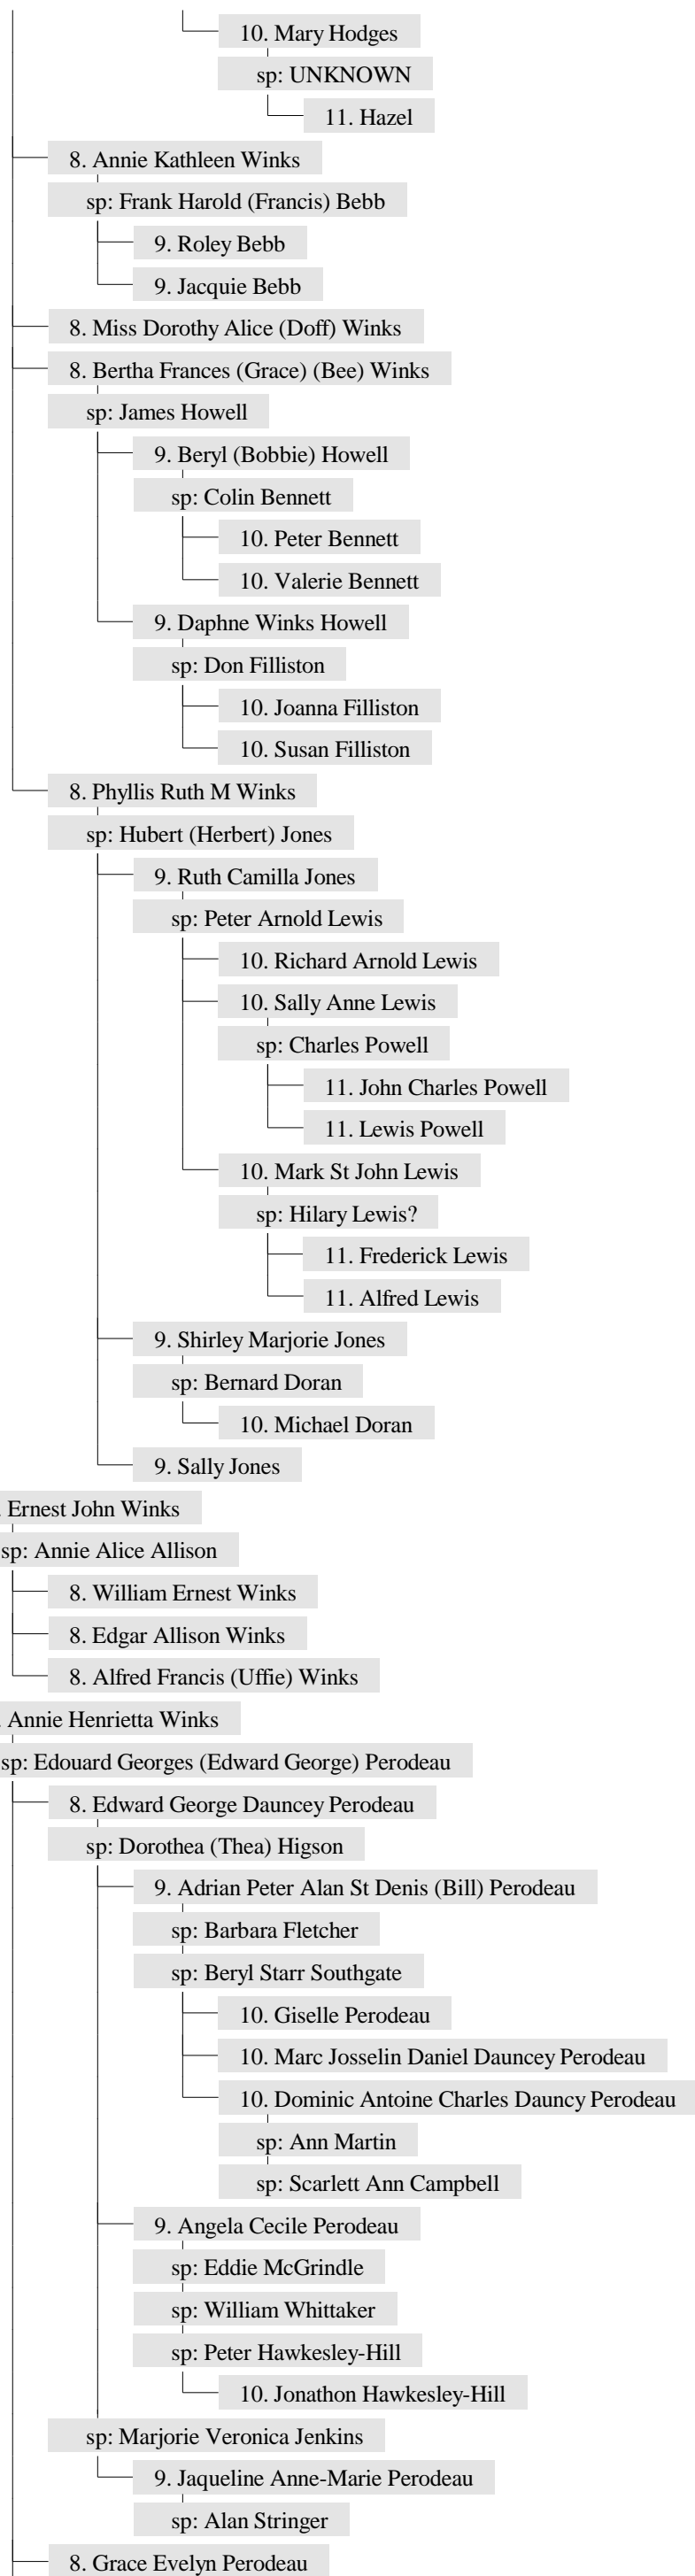 10. Mary Hodges
sp: UNKNOWN
11. Hazel
8. Annie Kathleen Winks
sp: Frank Harold (Francis) Bebb
9. Roley Bebb
9. Jacquie Bebb
8. Miss Dorothy Alice (Doff) Winks
8. Bertha Frances (Grace) (Bee) Winks
sp: James Howell
9. Beryl (Bobbie) Howell
sp: Colin Bennett
10. Peter Bennett
10. Valerie Bennett
9. Daphne Winks Howell
sp: Don Filliston
10. Joanna Filliston
10. Susan Filliston
8. Phyllis Ruth M Winks
sp: Hubert (Herbert) Jones
9. Ruth Camilla Jones
sp: Peter Arnold Lewis
10. Richard Arnold Lewis
10. Sally Anne Lewis
sp: Charles Powell
11. John Charles Powell
11. Lewis Powell
10. Mark St John Lewis
sp: Hilary Lewis?
11. Frederick Lewis
11. Alfred Lewis
9. Shirley Marjorie Jones
sp: Bernard Doran
10. Michael Doran
9. Sally Jones
. Ernest John Winks
sp: Annie Alice Allison
8. William Ernest Winks
8. Edgar Allison Winks
8. Alfred Francis (Uffie) Winks
. Annie Henrietta Winks
sp: Edouard Georges (Edward George) Perodeau
8. Edward George Dauncey Perodeau
sp: Dorothea (Thea) Higson
9. Adrian Peter Alan St Denis (Bill) Perodeau
sp: Barbara Fletcher
sp: Beryl Starr Southgate
10. Giselle Perodeau
10. Marc Josselin Daniel Dauncey Perodeau
10. Dominic Antoine Charles Dauncy Perodeau
sp: Ann Martin
sp: Scarlett Ann Campbell
9. Angela Cecile Perodeau
sp: Eddie McGrindle
sp: William Whittaker
sp: Peter Hawkesley-Hill
10. Jonathon Hawkesley-Hill
sp: Marjorie Veronica Jenkins
9. Jaqueline Anne-Marie Perodeau
sp: Alan Stringer
8. Grace Evelyn Perodeau